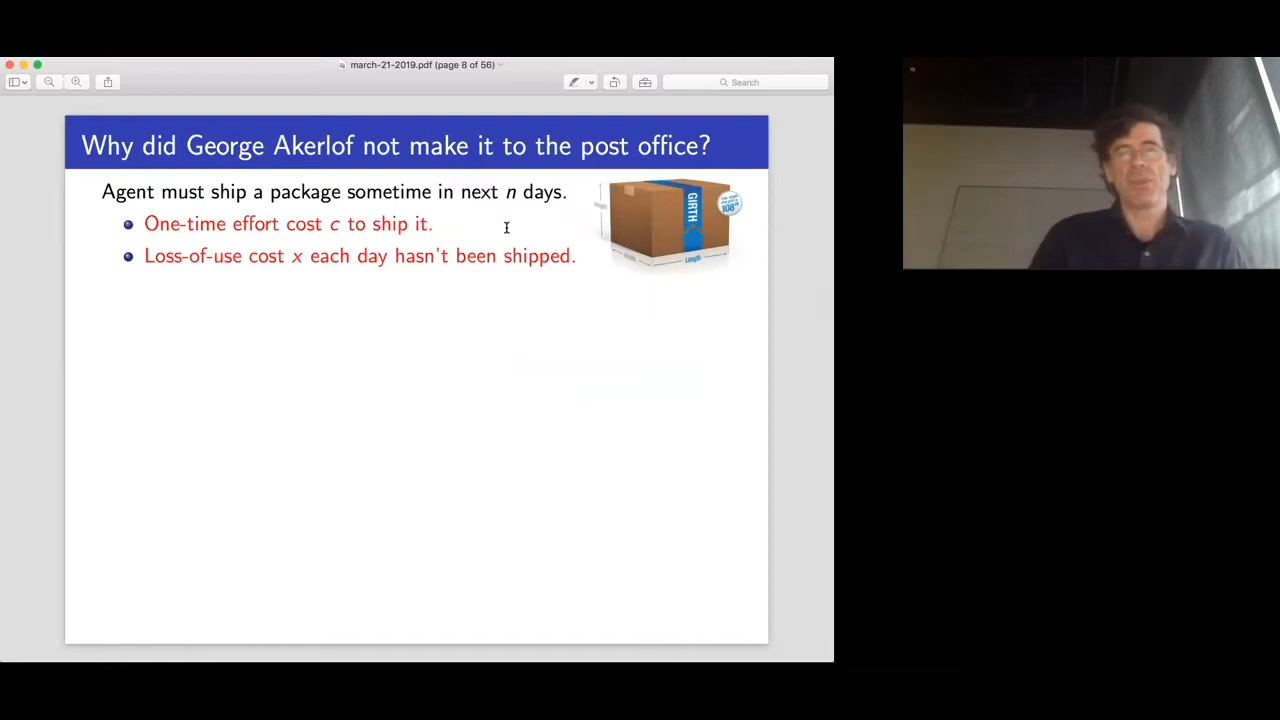 march-21-2019.pdf (page 8 of 56)
Search
Why did George Akerlof not make it to the post office?
Agent must ship a package sometime in next n days.
One-time effort cost c to ship it.
Loss-of-use cost x each day hasn't been shipped.
GIRTH
108"
Length